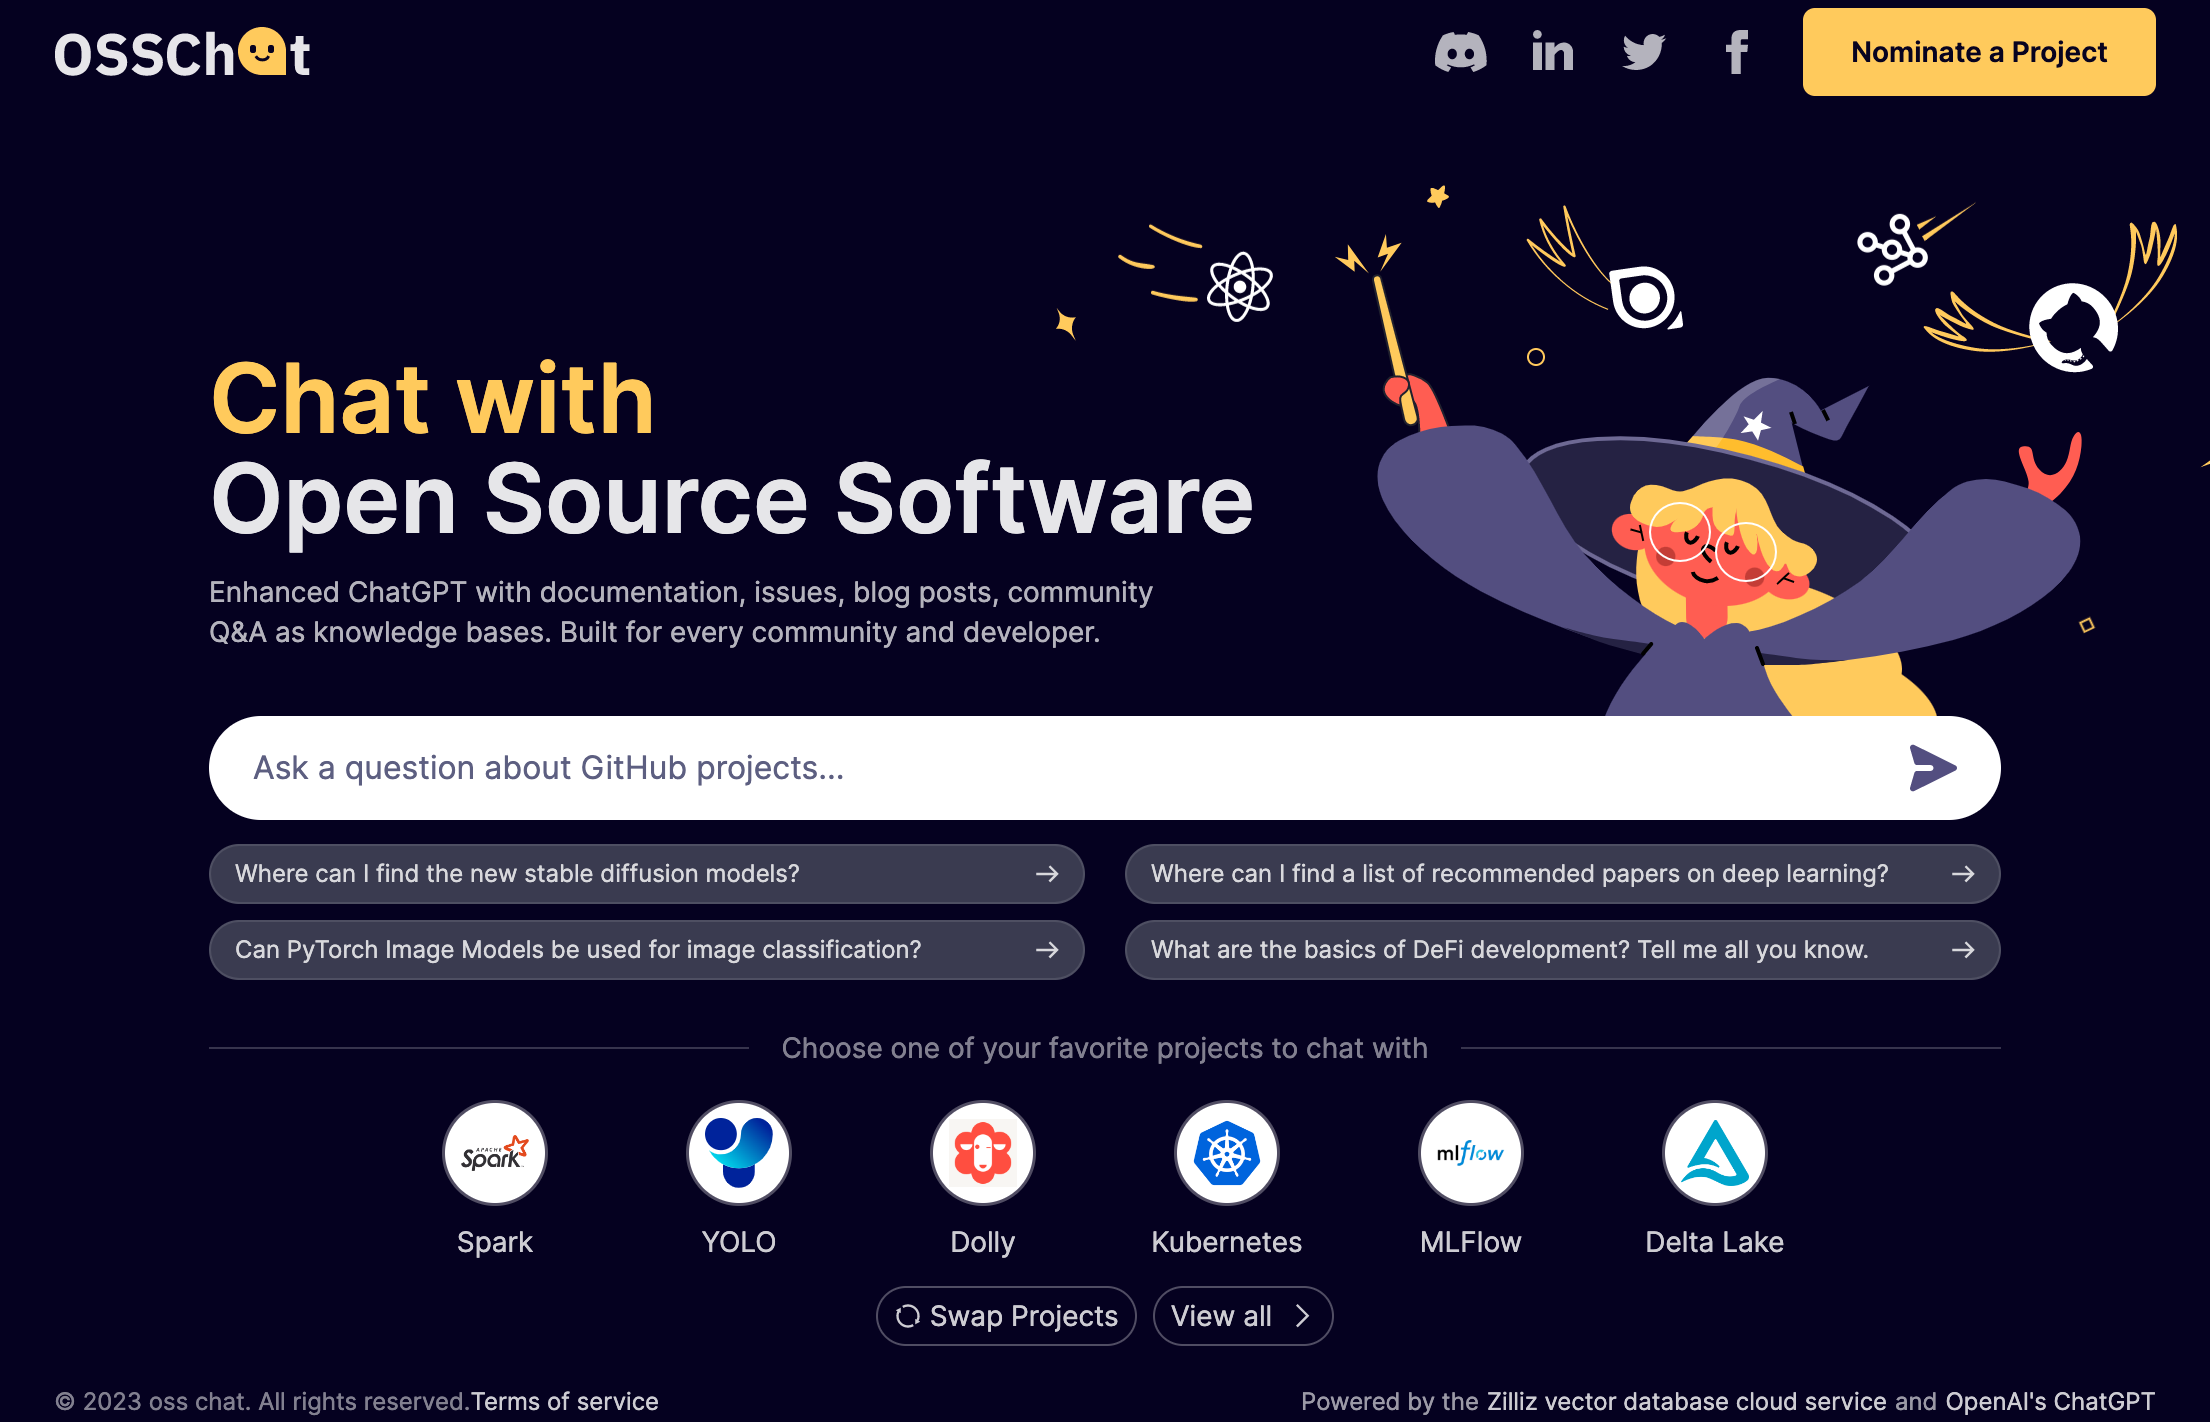 OSSChat
Nominate a Project
Chat with
Open Source Software
Enhanced ChatGPT with documentation, issues, blog posts, community
Q&A as knowledge bases. Built for every community and developer.
Ask a question about GitHub projects...
Where can I find the new stable diffusion models?
Where can I find a list of recommended papers on deep learning?
Can PyTorch Image Models be used for image classification?
What are the basics of DeFi development? Tell me all you know.
Choose one of your favorite projects to chat with
APACHE
Spark
mlflow
Spark
YOLO
Dolly
Kubernetes
MLFlow
Delta Lake
Swap Projects
View all
© 2023 oss chat. All rights reserved.Terms of service
Powered by the Zilliz vector database cloud service and OpenAI's ChatGPT